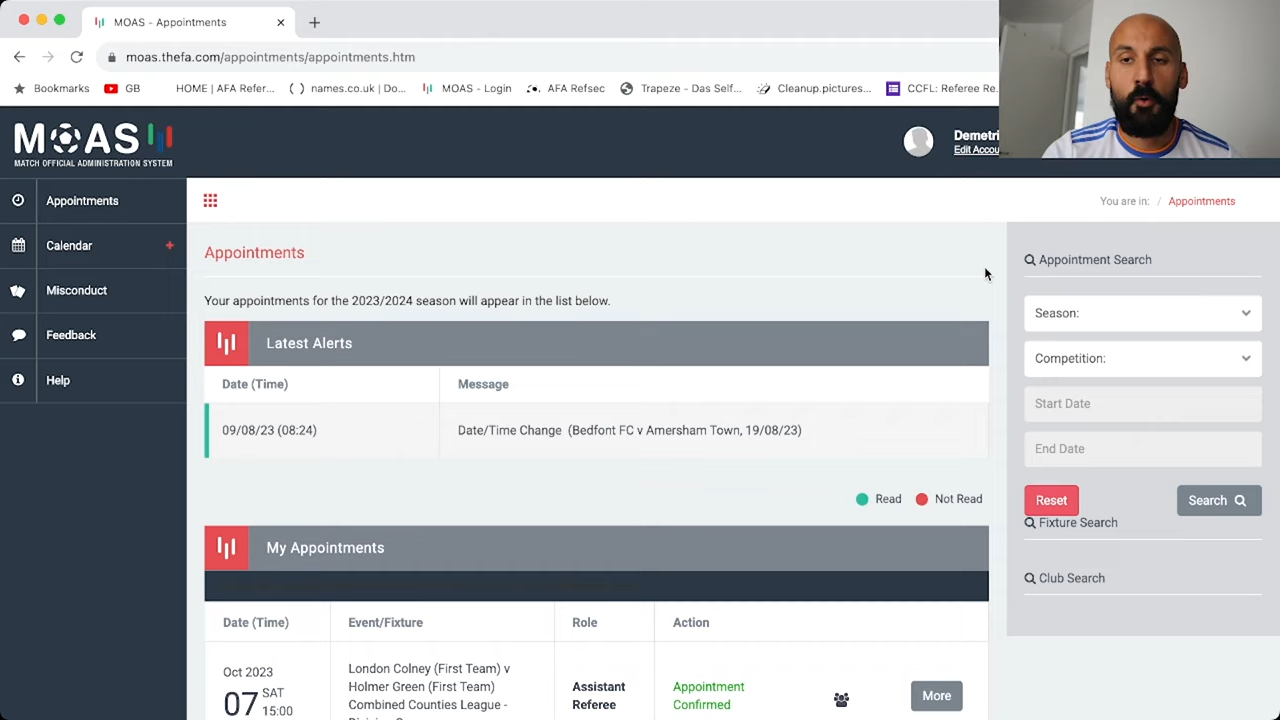 MOAS - Appointments
moas.thefa.com/appointments/appointments.htm
Bookmarks GB HOME | AFA Refer... names.co.uk | Do... MOAS - Login AFA Refsec Trapeze - Das Self... Cleanup.pictures... CCFL: Referee Re.
MOAS
MATCH OFFICIAL ADMINISTRATION SYSTEM
Demetri
Edit Accou
Appointments
Calendar +
Misconduct
Feedback
Help
You are in: / Appointments
Appointments
Your appointments for the 2023/2024 season will appear in the list below.
Latest Alerts
Date (Time) Message
09/08/23 (08:24) Date/Time Change (Bedfont FC v Amersham Town, 19/08/23)
Read Not Read
My Appointments
Date (Time) Event/Fixture Role Action
Oct 2023
07 SAT
15:00
London Colney (First Team) v
Holmer Green (First Team)
Combined Counties League -
Assistant
Referee
Appointment
Confirmed
More
Appointment Search
Season:
Competition:
Start Date
End Date
Reset Search
Fixture Search
Club Search